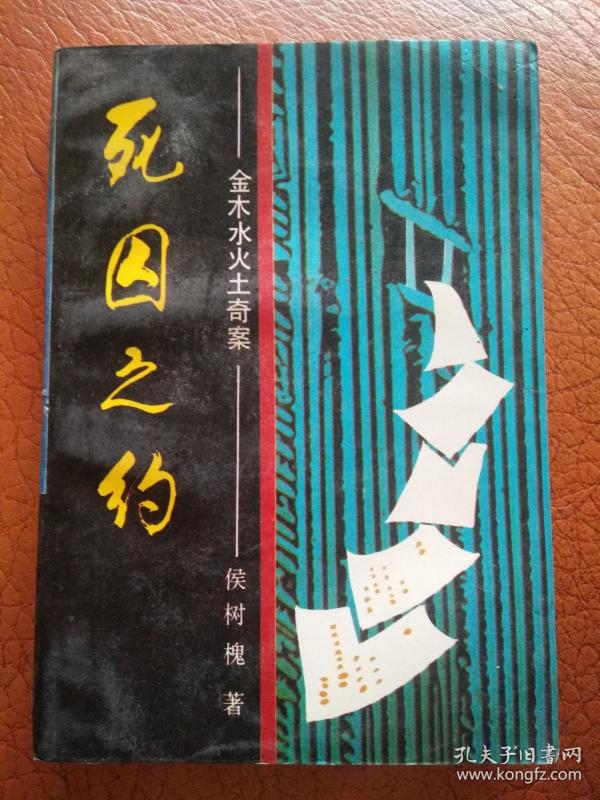 死囚之约
——金木水火土奇案——
侯树槐 著
孔夫子旧书网
www.kongfz.com